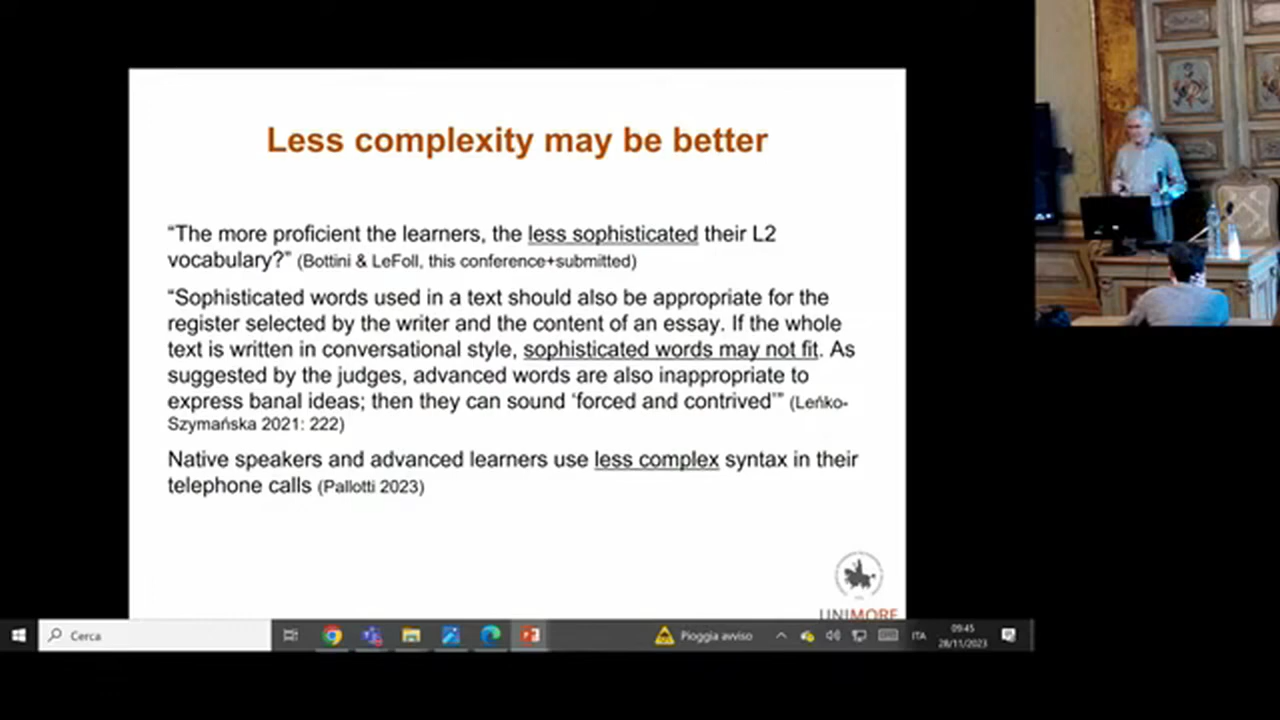 Less complexity may be better
“The more proficient the learners, the less sophisticated their L2
vocabulary?” (Bottini & LeFoll, this conference+submitted)
“Sophisticated words used in a text should also be appropriate for the
register selected by the writer and the content of an essay. If the whole
text is written in conversational style, sophisticated words may not fit. As
suggested by the judges, advanced words are also inappropriate to
express banal ideas; then they can sound ‘forced and contrived’” (Leńko-
Szymańska 2021: 222)
Native speakers and advanced learners use less complex syntax in their
telephone calls (Pallotti 2023)
UNIMORE
Cerca
Pioggia avviso
ITA
09:45
28/11/2023